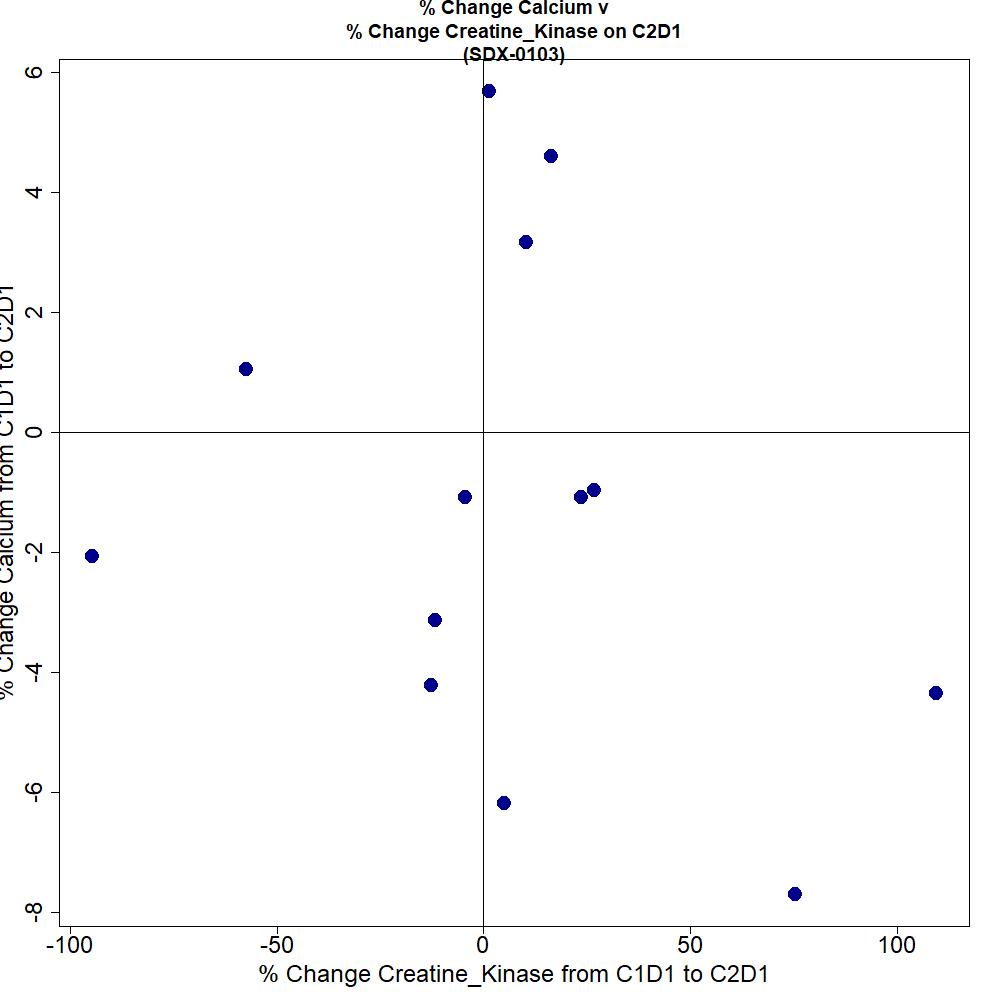 % Change Calcium v
% Change Creatine_Kinase on C2D1
(SDX-0103)
% Change Calcium from C1D1 to C2D1
6
4
2
0
-2
-4
-6
-8
-100
-50
0
50
100
% Change Creatine_Kinase from C1D1 to C2D1